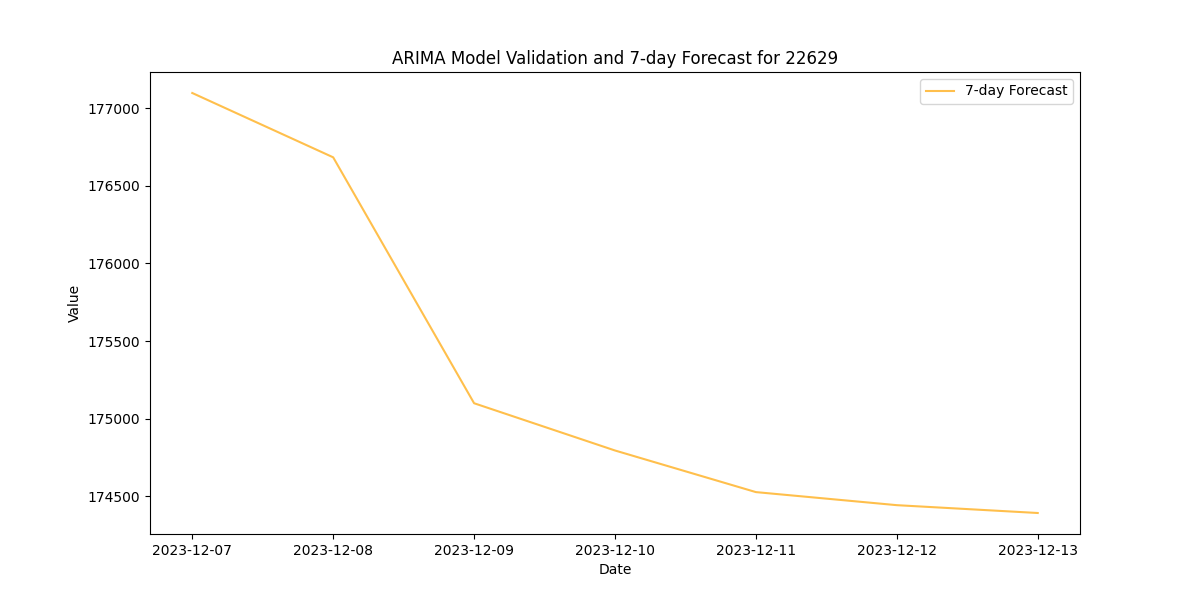 ARIMA Model Validation and 7-day Forecast for 22629
7-day Forecast
177000
176500
176000
175500
175000
174500
Value
2023-12-07 2023-12-08 2023-12-09 2023-12-10 2023-12-11 2023-12-12 2023-12-13
Date